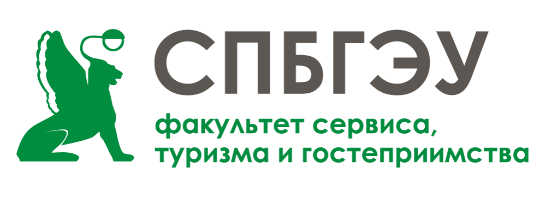 СПБГЭУ
факультет сервиса,
туризма и гостеприимства